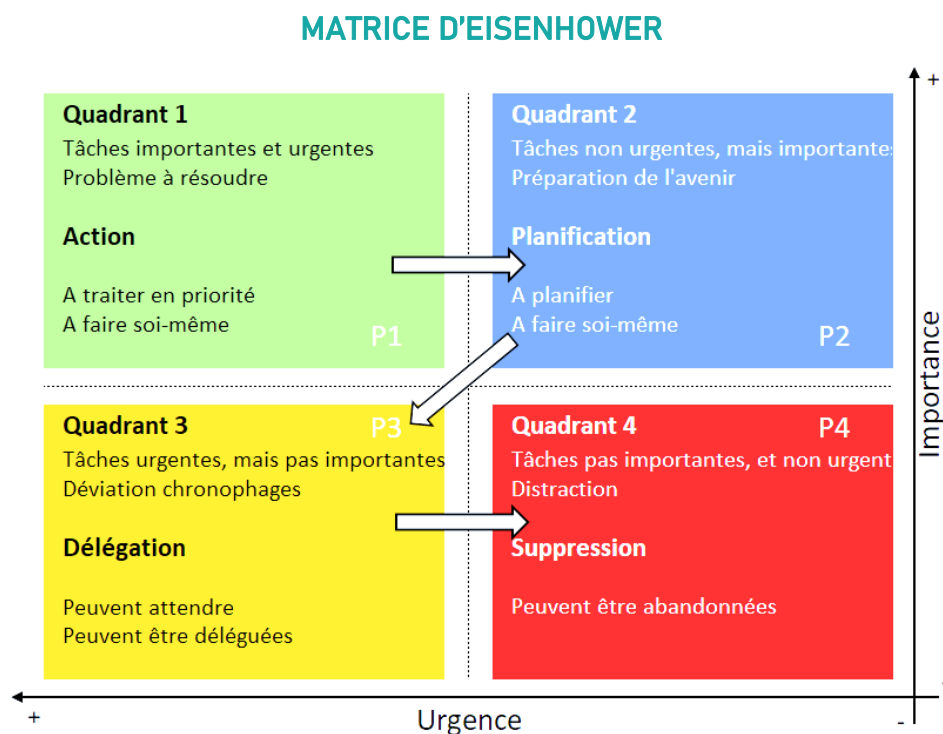 MATRICE D'EISENHOWER
+
Quadrant 1
Tâches importantes et urgentes
Problème à résoudre
Action
A traiter en priorité
A faire soi-même
P1
Quadrant 2
Tâches non urgentes, mais importantes
Préparation de l'avenir
Planification
A planifier
A faire soi-même
P2
Importance
Quadrant 3
P3
Tâches urgentes, mais pas importantes
Déviation chronophages
Délégation
Peuvent attendre
Peuvent être déléguées
Quadrant 4
P4
Tâches pas importantes, et non urgent
Distraction
Suppression
Peuvent être abandonnées
+
Urgence
-